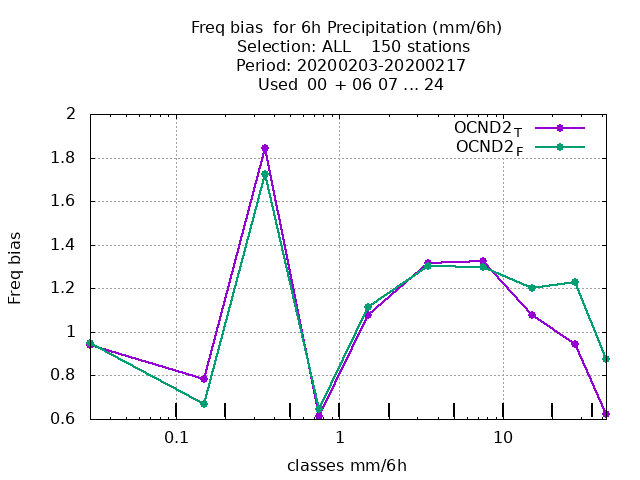 Freq bias  for 6h Precipitation (mm/6h)
Selection: ALL    150 stations
Period: 20200203-20200217
Used  00 + 06 07 ... 24
OCND2_T
OCND2_F
2
1.8
1.6
1.4
1.2
1
0.8
0.6
Freq bias
0.1 1 10
classes mm/6h